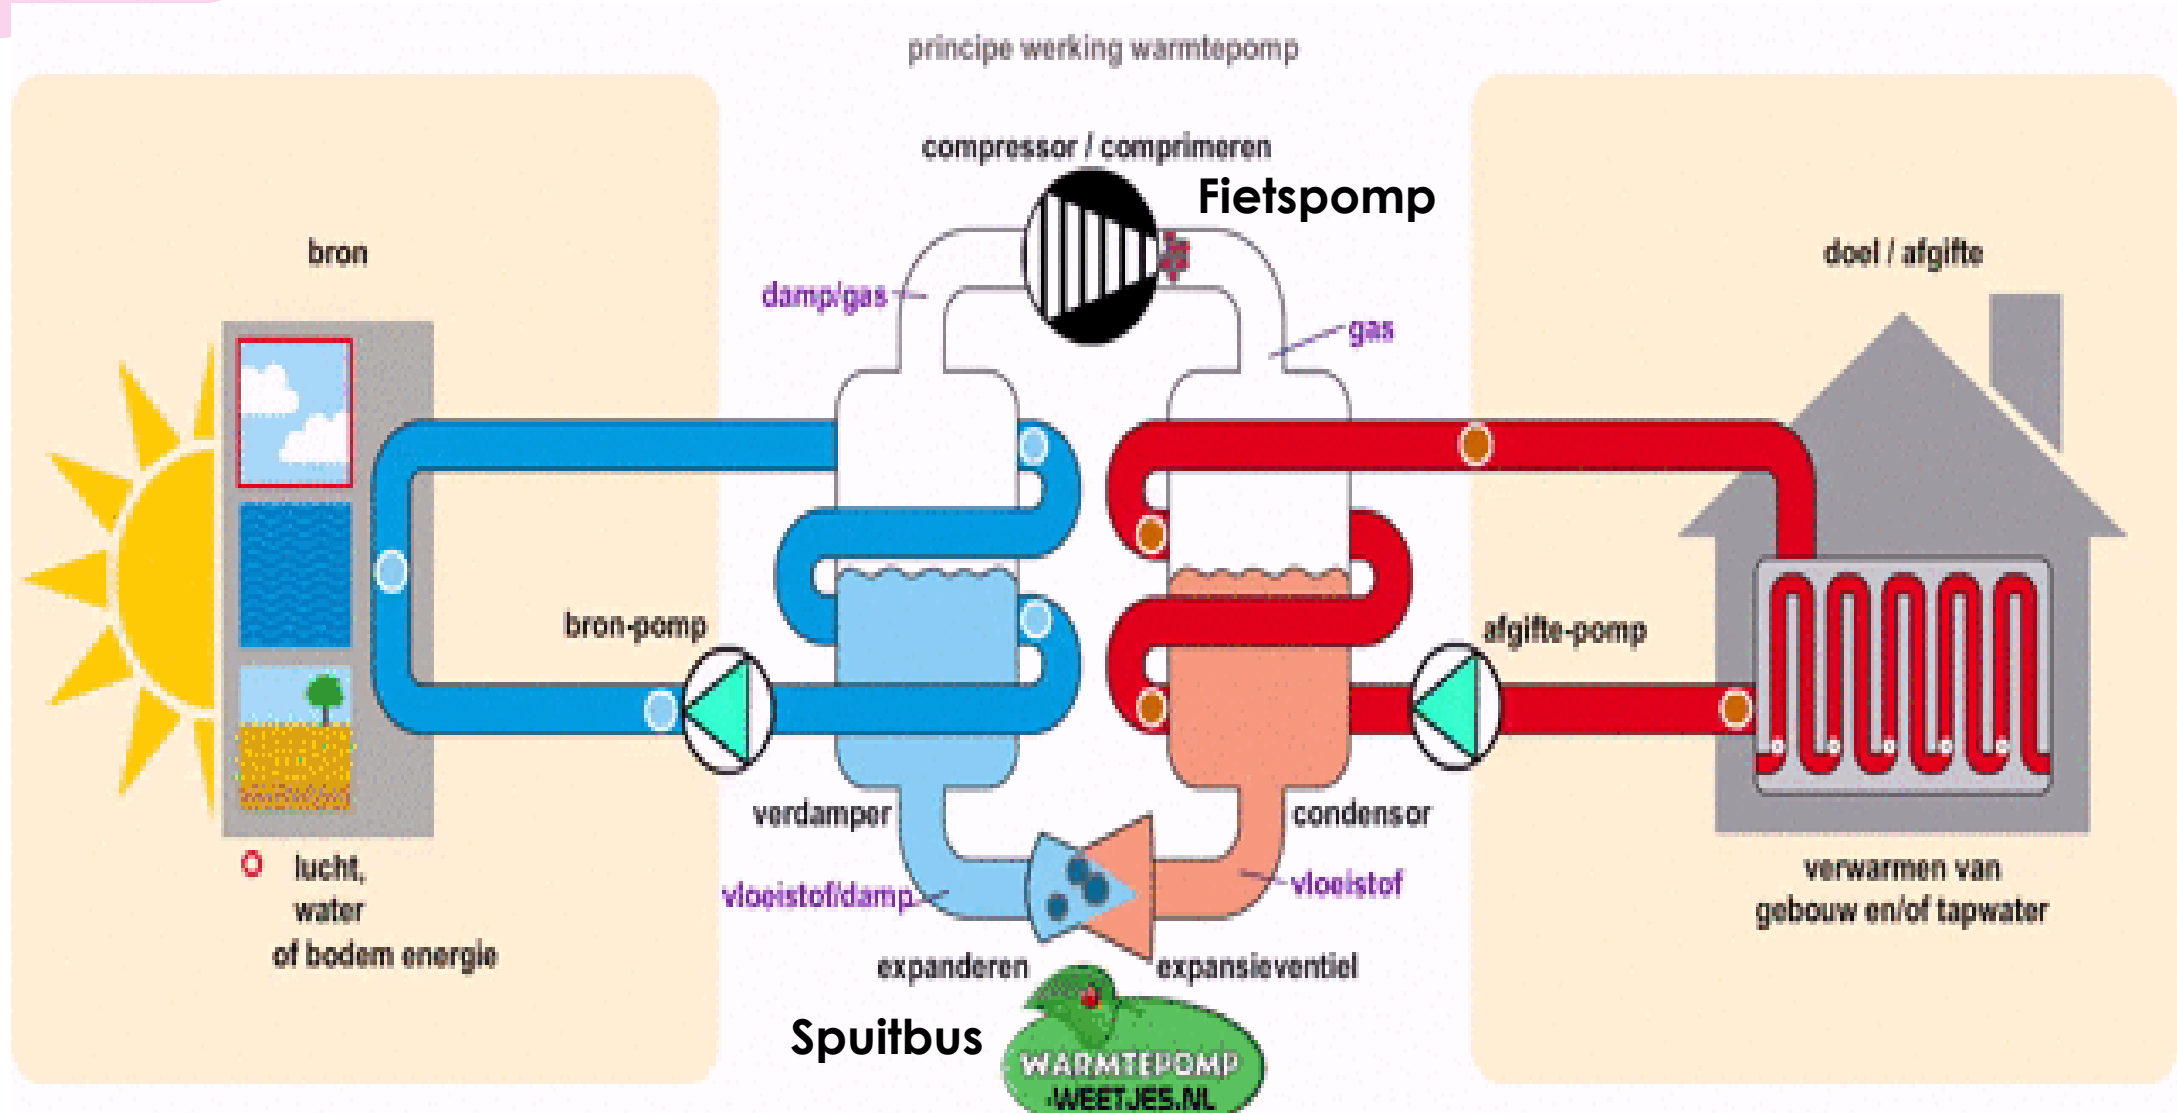 principe werking warmtepomp
compressor / comprimeren
Fietspomp
bron
doel / afgifte
damp/gas
gas
bron-pomp
afgifte-pomp
verdamper
condensor
lucht,
water
of bodem energie
vloeistof/damp
vloeistof
verwarmen van
gebouw en/of tapwater
expanderen
expansieventiel
Spuitbus
WARMTEPOMP
-WEETJES.NL